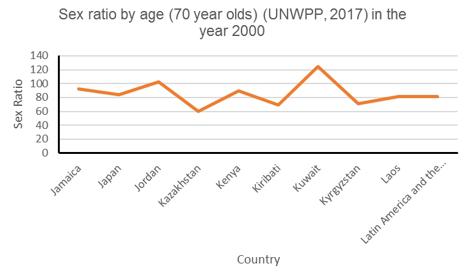 Sex ratio by age (70 year olds) (UNWPP, 2017) in the
year 2000
Sex Ratio
140
120
100
80
60
40
20
0
Jamaica
Japan
Jordan
Kazakhstan
Kenya
Kiribati
Kuwait
Kyrgyzstan
Laos
Latin America and the...
Country